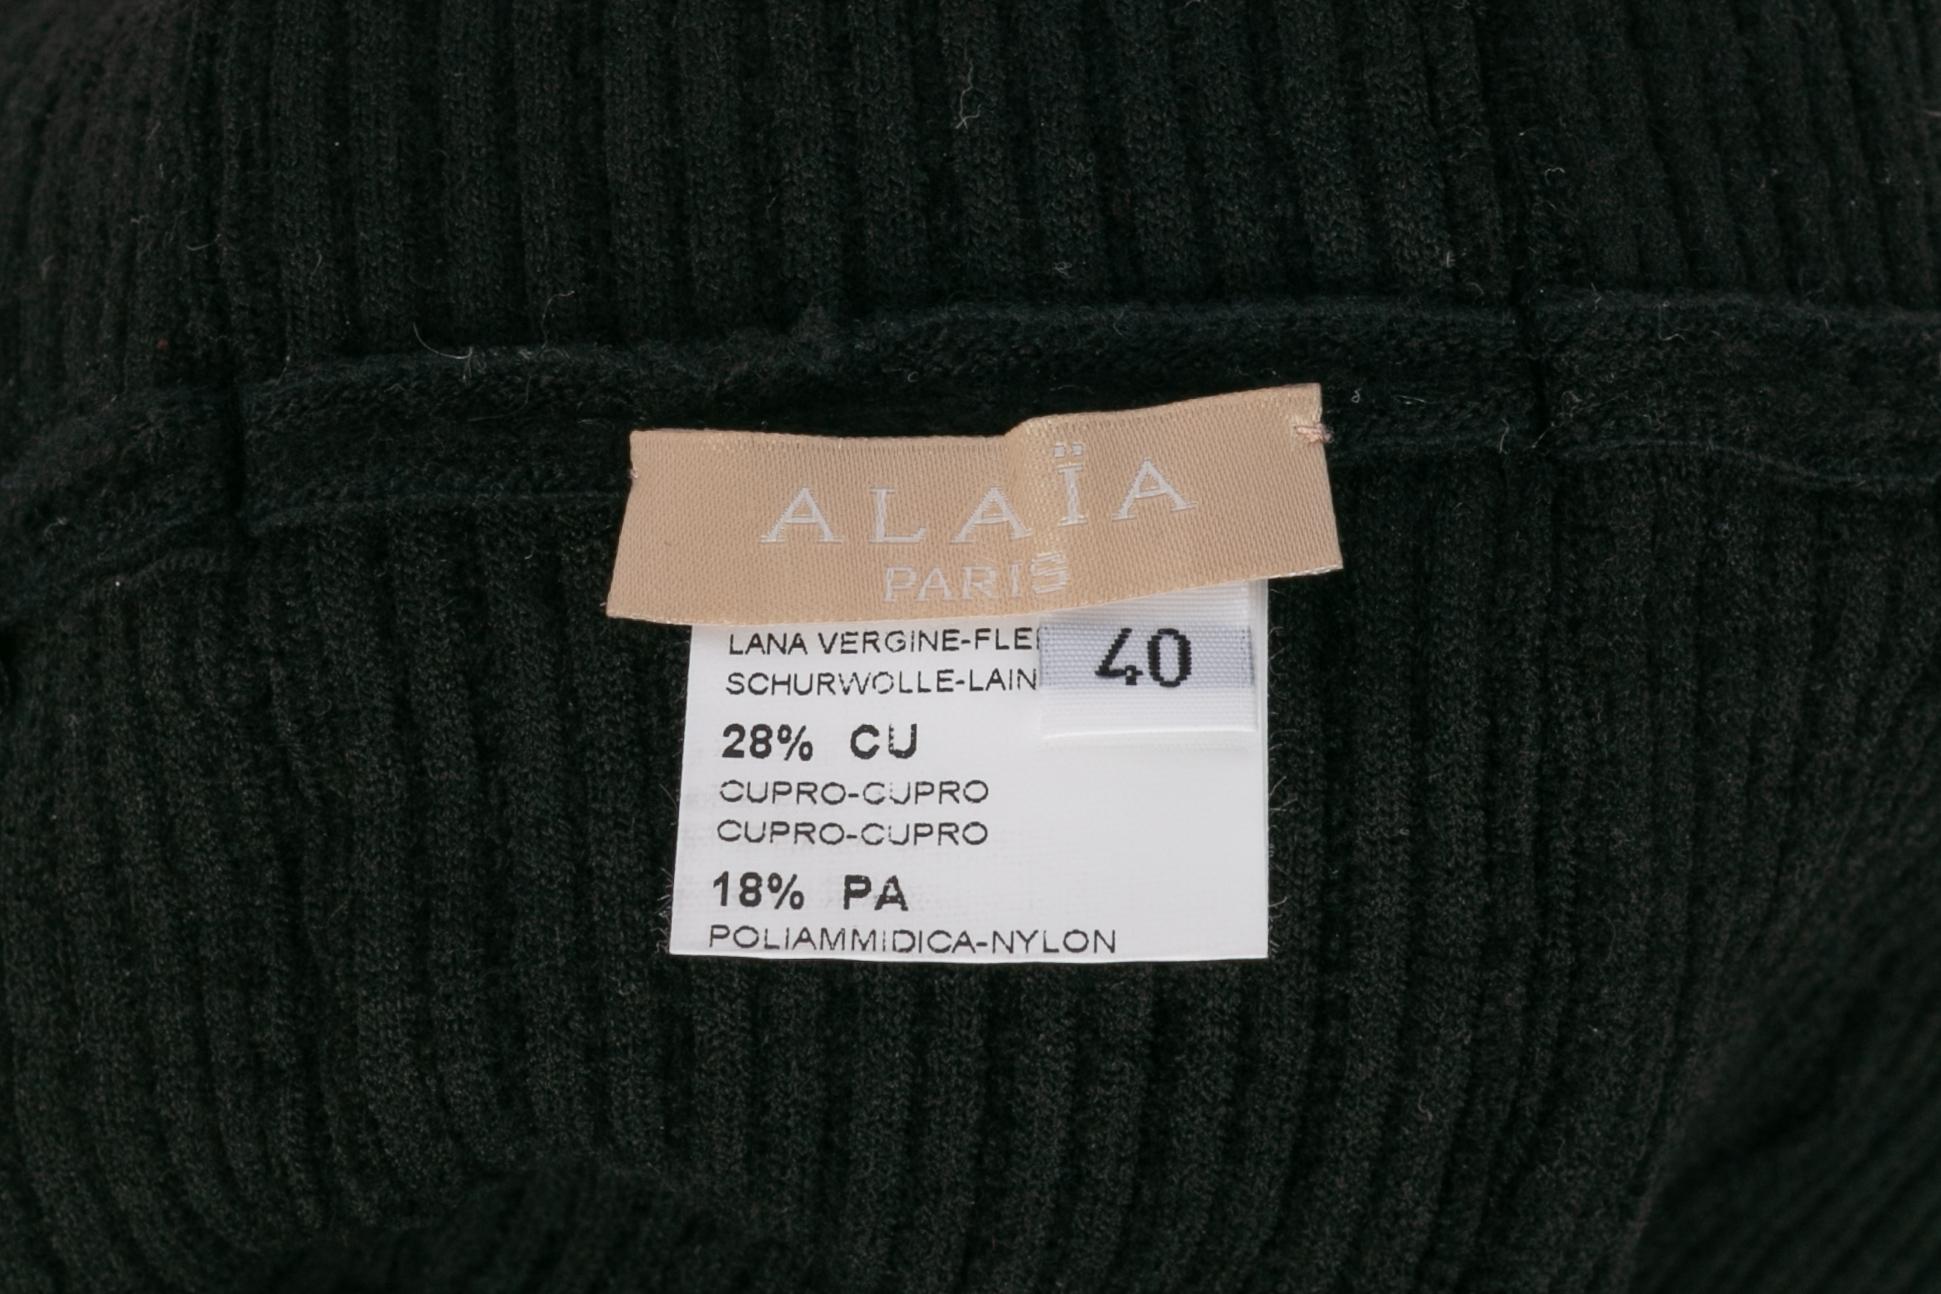 ALAÏA
PARIS
LANA VERGINE-FLE
SCHURWOLLE-LAIN
40
28% CU
CUPRO-CUPRO
CUPRO-CUPRO
18% PA
POLIAMMIDICA-NYLON